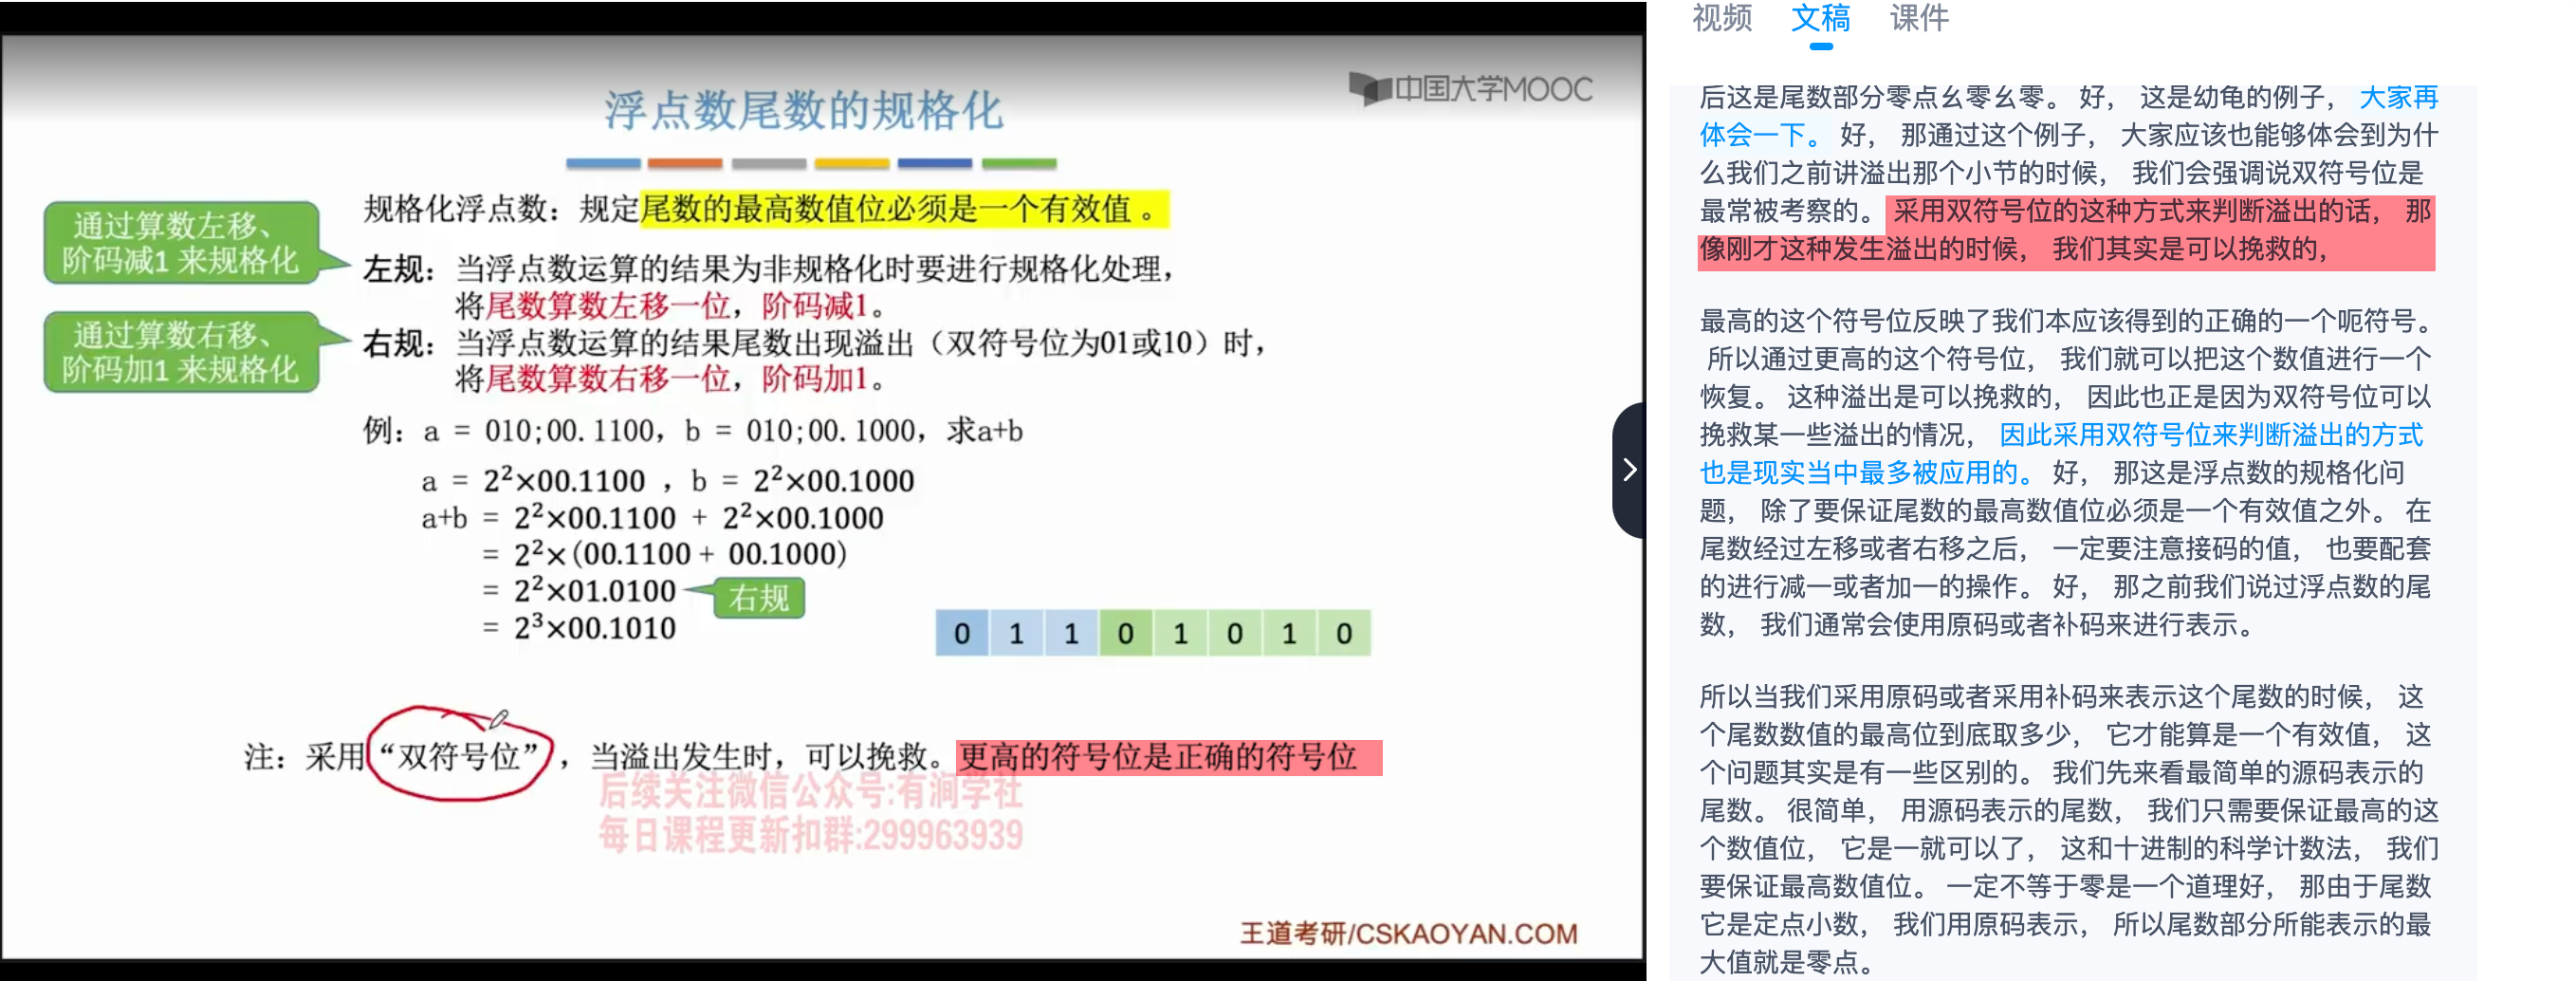 中国大学MOOC
浮点数尾数的规格化
通过算数左移、
阶码减1 来规格化
通过算数右移、
阶码加1 来规格化
规格化浮点数：规定尾数的最高数值位必须是一个有效值 。
左规：当浮点数运算的结果为非规格化时要进行规格化处理，
将尾数算数左移一位，阶码减1。
右规：当浮点数运算的结果尾数出现溢出（双符号位为01或10）时，
将尾数算数右移一位，阶码加1。
例：a = 010;00.1100，b = 010;00.1000，求a+b
a = 2²×00.1100 ，b = 2²×00.1000
a+b = 2²×00.1100 + 2²×00.1000
= 2²×(00.1100 + 00.1000)
= 2²×01.0100
右规
= 2³×00.1010
0 1 1 0 1 0 1 0
注：采用“双符号位”，当溢出发生时，可以挽救。更高的符号位是正确的符号位
后续关注微信公众号:有润学社
每日课程更新扣群:299963939
王道考研/CSKAOYAN.COM
视频 文稿 课件
后这是尾数部分零点幺零幺零。 好， 这是幼龟的例子， 大家再
体会一下。 好， 那通过这个例子， 大家应该也能够体会到为什
么我们之前讲溢出那个小节的时候， 我们会强调说双符号位是
最常被考察的。 采用双符号位的这种方式来判断溢出的话， 那
像刚才这种发生溢出的时候， 我们其实是可以挽救的，
最高的这个符号位反映了我们本应该得到的正确的一个呃符号。
所以通过更高的这个符号位， 我们就可以把这个数值进行一个
恢复。 这种溢出是可以挽救的， 因此也正是因为双符号位可以
挽救某一些溢出的情况， 因此采用双符号位来判断溢出的方式
也是现实当中最多被应用的。 好， 那这是浮点数的规格化问
题， 除了要保证尾数的最高数值位必须是一个有效值之外。 在
尾数经过左移或者右移之后， 一定要注意接码的值， 也要配套
的进行减一或者加一的操作。 好， 那之前我们说过浮点数的尾
数， 我们通常会使用原码或者补码来进行表示。
所以当我们采用原码或者采用补码来表示这个尾数的时候， 这
个尾数数值的最高位到底取多少， 它才能算是一个有效值， 这
个问题其实是有一些区别的。 我们先来看最简单的源码表示的
尾数。 很简单， 用源码表示的尾数， 我们只需要保证最高的这
个数值位， 它是一就可以了， 这和十进制的科学计数法， 我们
要保证最高数值位。 一定不等于零是一个道理好， 那由于尾数
它是定点小数， 我们用原码表示， 所以尾数部分所能表示的最
大值就是零点。